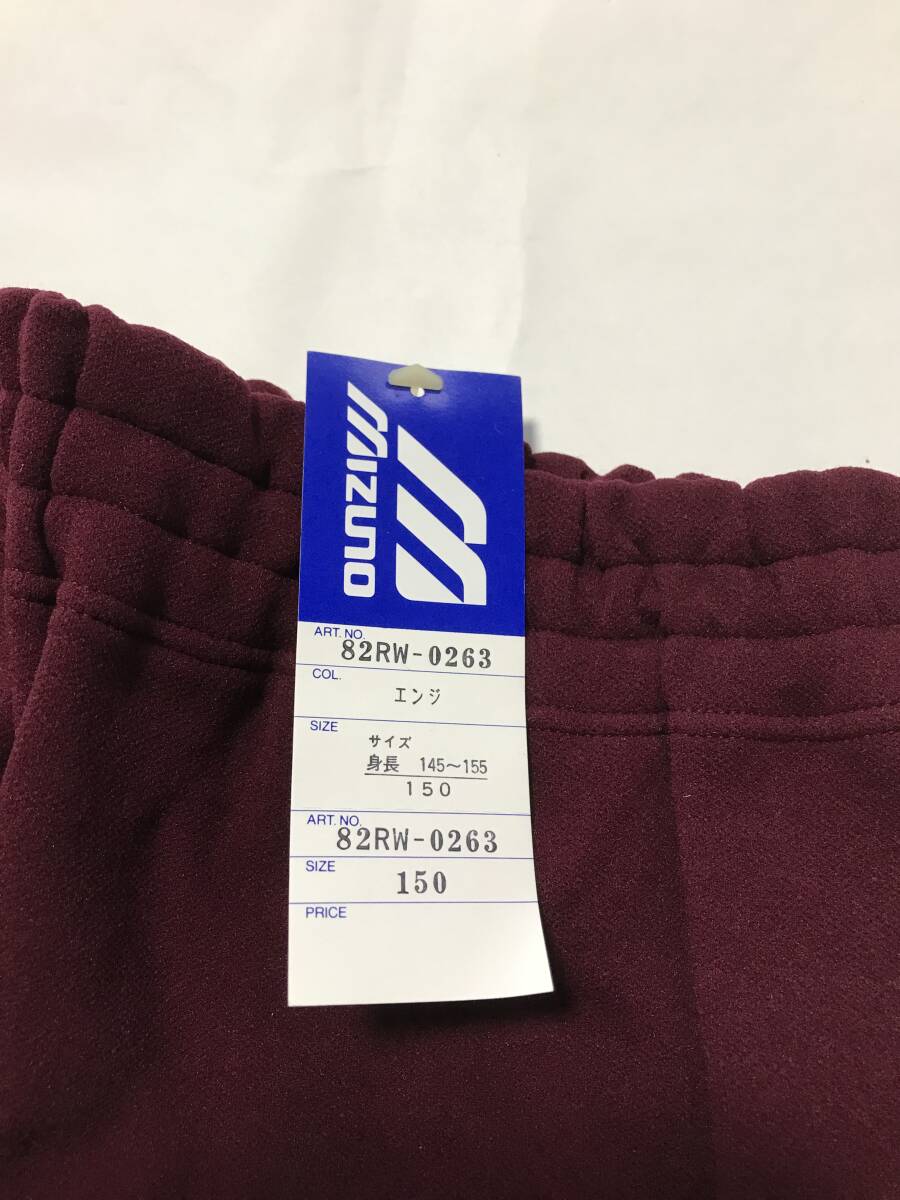 MIZUNO
ART. NO.
82RW-0263
COL.
エンジ
SIZE
サイズ
身長 145~155
150
ART. NO.
82RW-0263
SIZE
150
PRICE